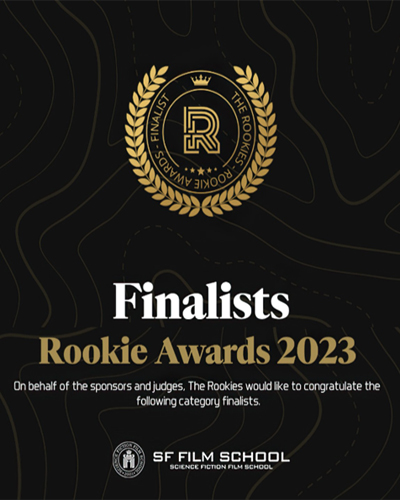 THE ROOKIES - ROOKIE AWARDS - FINALIST
R
Finalists
Rookie Awards 2023
On behalf of the sponsors and judges, The Rookies would like to congratulate the
following category finalists.
SF FILM SCHOOL
SCIENCE FICTION FILM SCHOOL